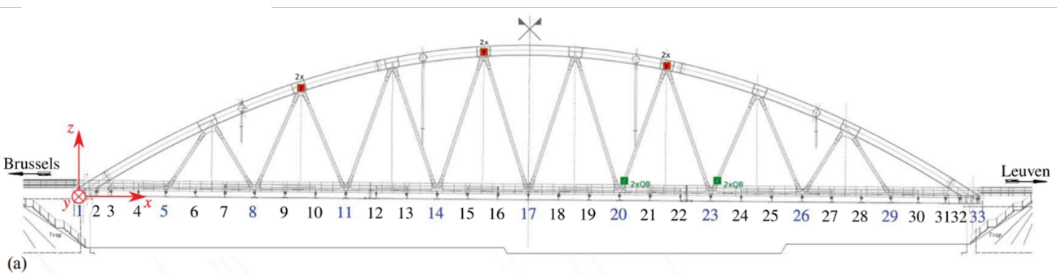 2x
2x
2x
z
Brussels
Leuven
2xQB
2xQB
y
x
1 2 3 4 5 6 7 8 9 10 11 12 13 14 15 16 17 18 19 20 21 22 23 24 25 26 27 28 29 30 31 32 33
Trap
Trap
(a)